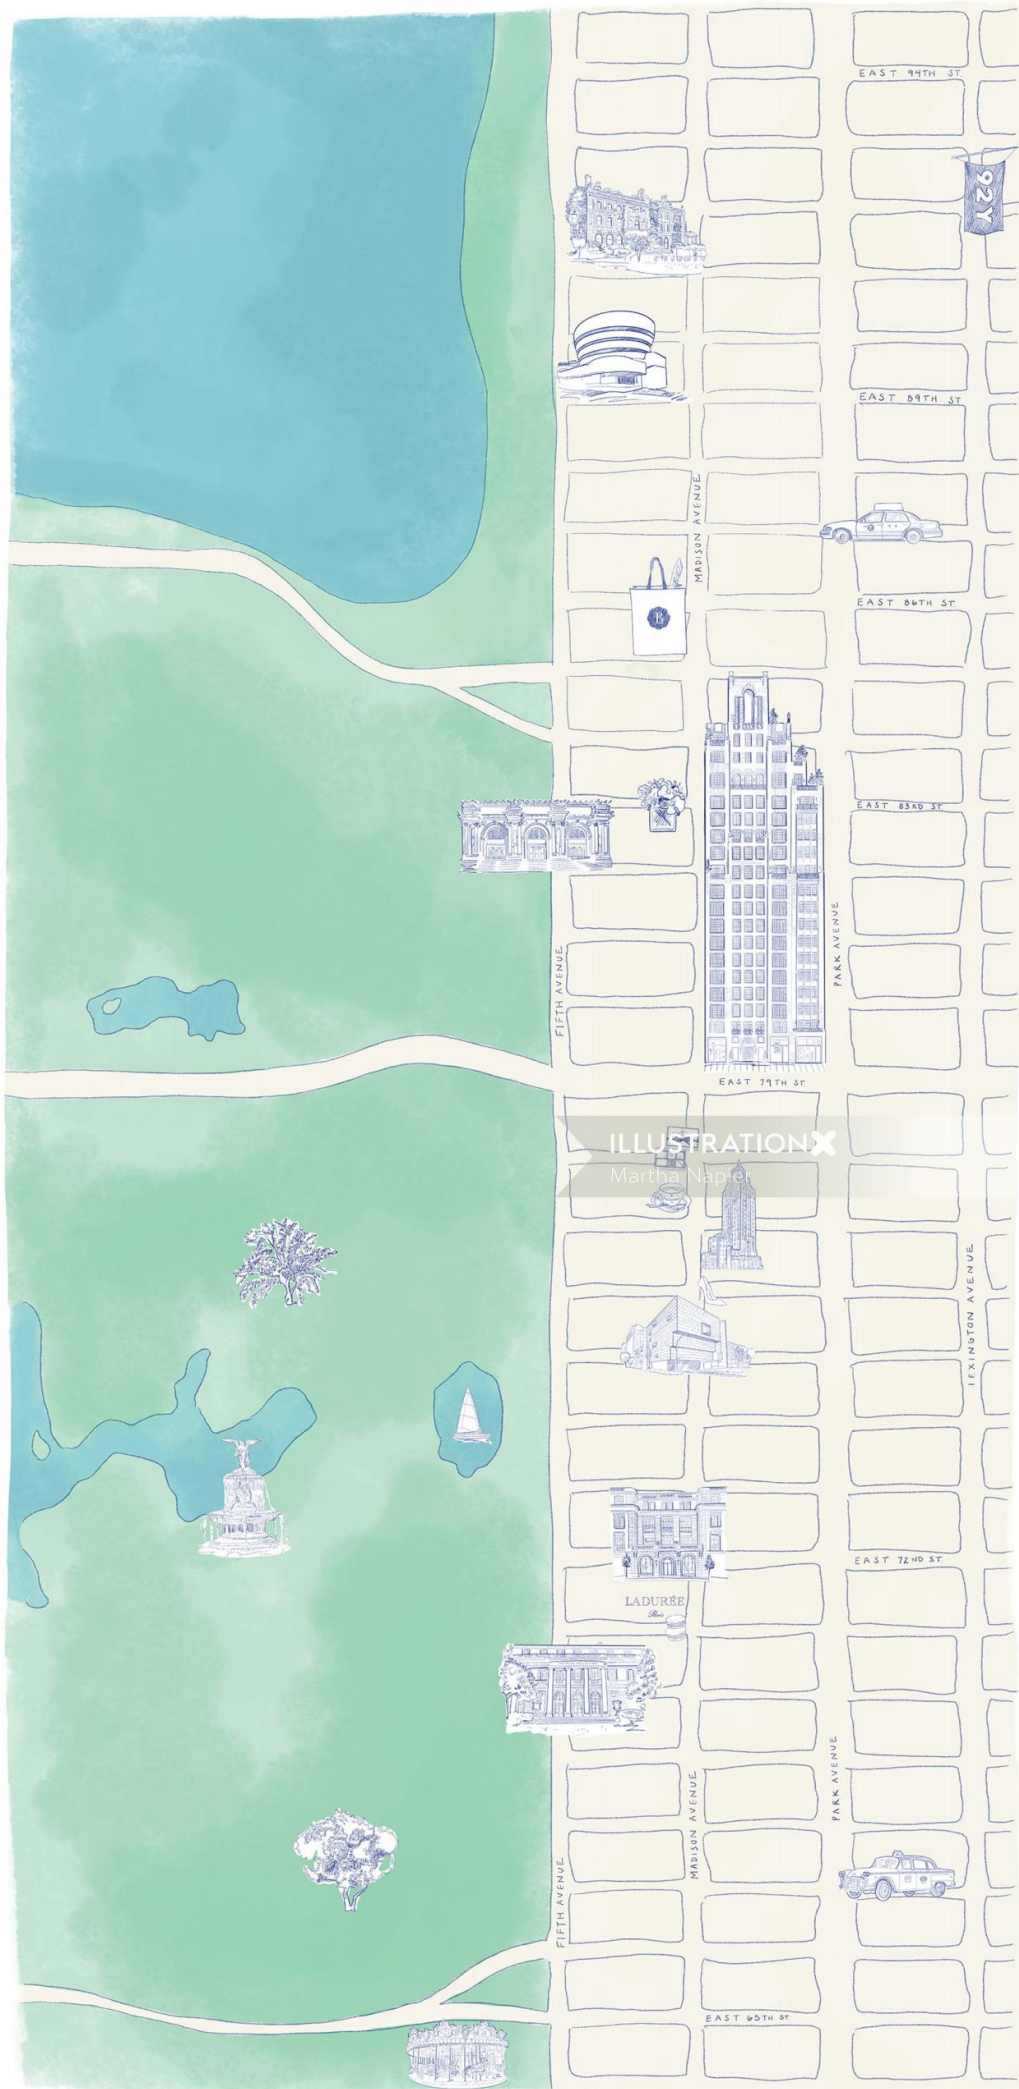 EAST 94TH ST.
92Y
EAST 89TH ST
MADISON AVENUE
EAST 86TH ST.
EAST 83RD ST.
PARK AVENUE
FIFTH AVENUE
EAST 79TH ST.
ILLUSTRATIONX
Martha Napier
LEXINGTON AVENUE
EAST 72ND ST.
LADURÉE
Paris
PARK AVENUE
MADISON AVENUE
FIFTH AVENUE
EAST 65TH ST.